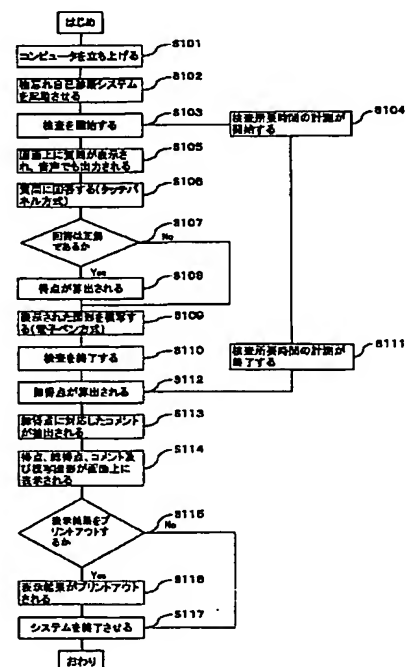 はじめ
S101
コンピュータを立ち上げる
S102
物忘れ自己診断システム
を起動させる
S103
検査を開始する
S104
検査所要時間の計測が
開始する
S105
画面上に質問が表示さ
れ、音声でも出力される
S106
質問に回答する(タッチパ
ネル方式)
S107
回答は正解
であるか
No
Yes
S108
得点が算出される
S109
表示された図形を模写す
る(電子ペン方式)
S110
検査を終了する
S111
検査所要時間の計測が
終了する
S112
総得点が算出される
S113
総得点に対応したコメント
が抽出される
S114
得点、総得点、コメント及
び模写図形が画面上に
表示される
S115
表示結果を
プリントアウトす
るか
No
Yes
S116
表示結果がプリントアウト
される
S117
システムを終了させる
おわり